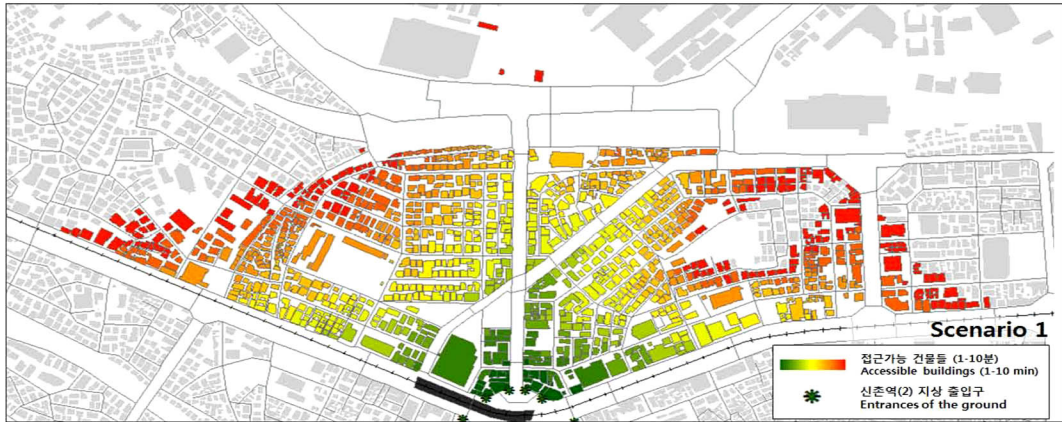 Scenario 1
접근가능 건물들 (1-10분)
Accessible buildings (1-10 min)
신촌역(2) 지상 출입구
Entrances of the ground